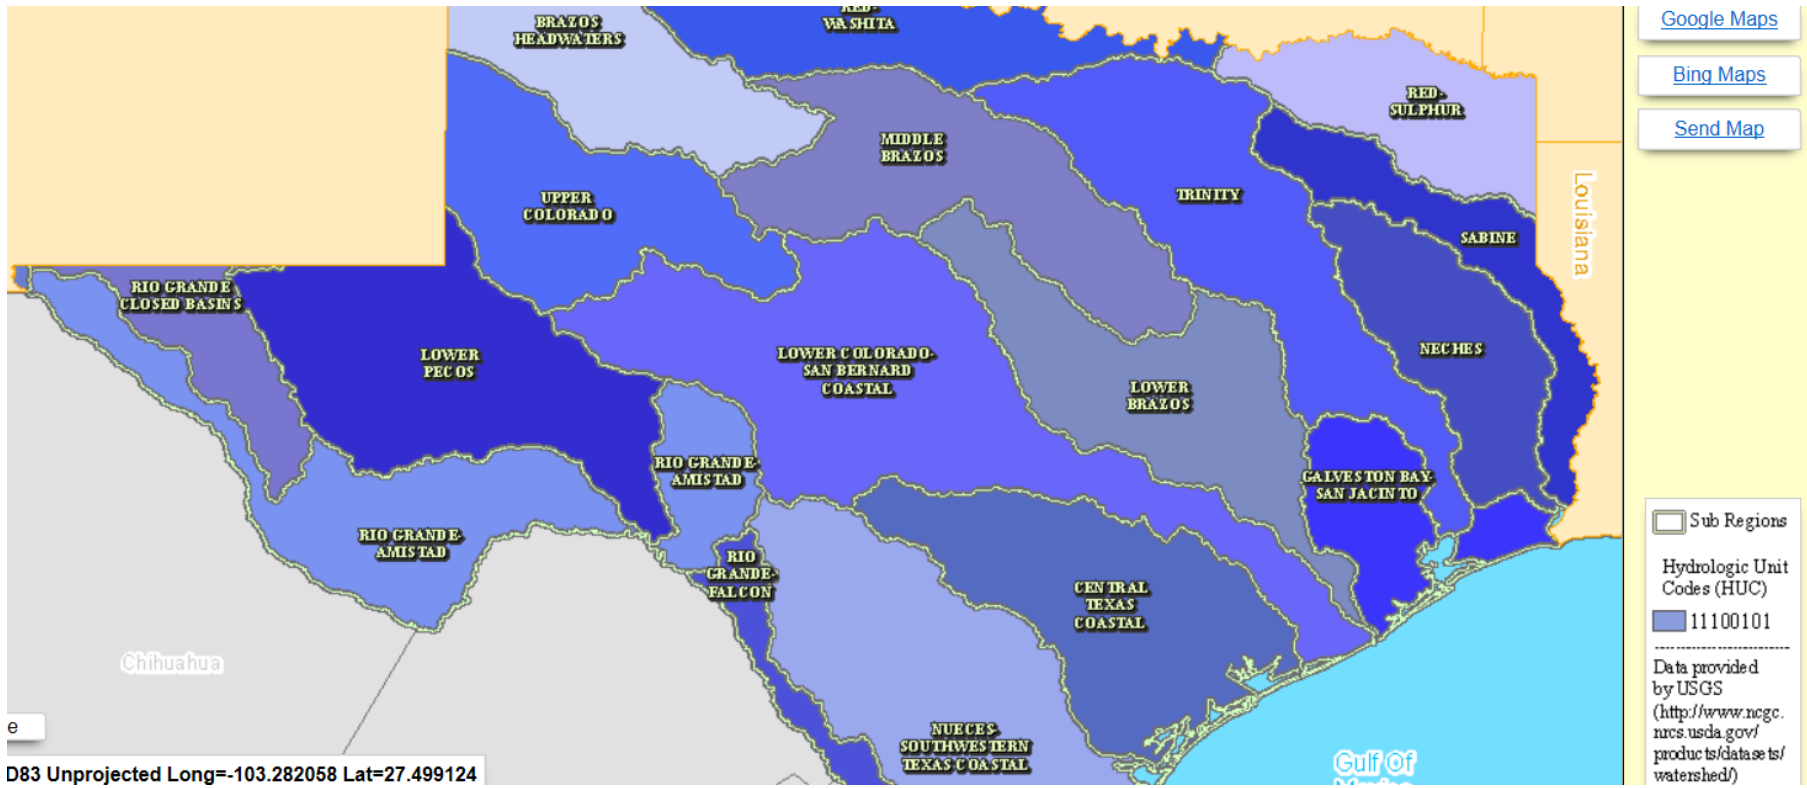 BRAZOS
HEADWATERS
RED-
WASHITA
RED-
SULPHUR
MIDDLE
BRAZOS
UPPER
COLORADO
TRINITY
SABINE
Louisiana
RIO GRANDE
CLOSED BASINS
LOWER
PECOS
LOWER COLORADO-
SAN BERNARD
COASTAL
NECHES
LOWER
BRAZOS
RIO GRANDE-
AMISTAD
GALVESTON BAY-
SAN JACINTO
RIO GRANDE-
AMISTAD
RIO
GRANDE-
FALCON
CENTRAL
TEXAS
COASTAL
Chihuahua
NUECES-
SOUTHWESTERN
TEXAS COASTAL
Gulf Of
Mexico
e
D83 Unprojected Long=-103.282058 Lat=27.499124
Google Maps
Bing Maps
Send Map
Sub Regions
Hydrologic Unit
Codes (HUC)
11100101
Data provided
by USGS
(http://www.ncgc.
nrcs.usda.gov/
products/datasets/
watershed/)